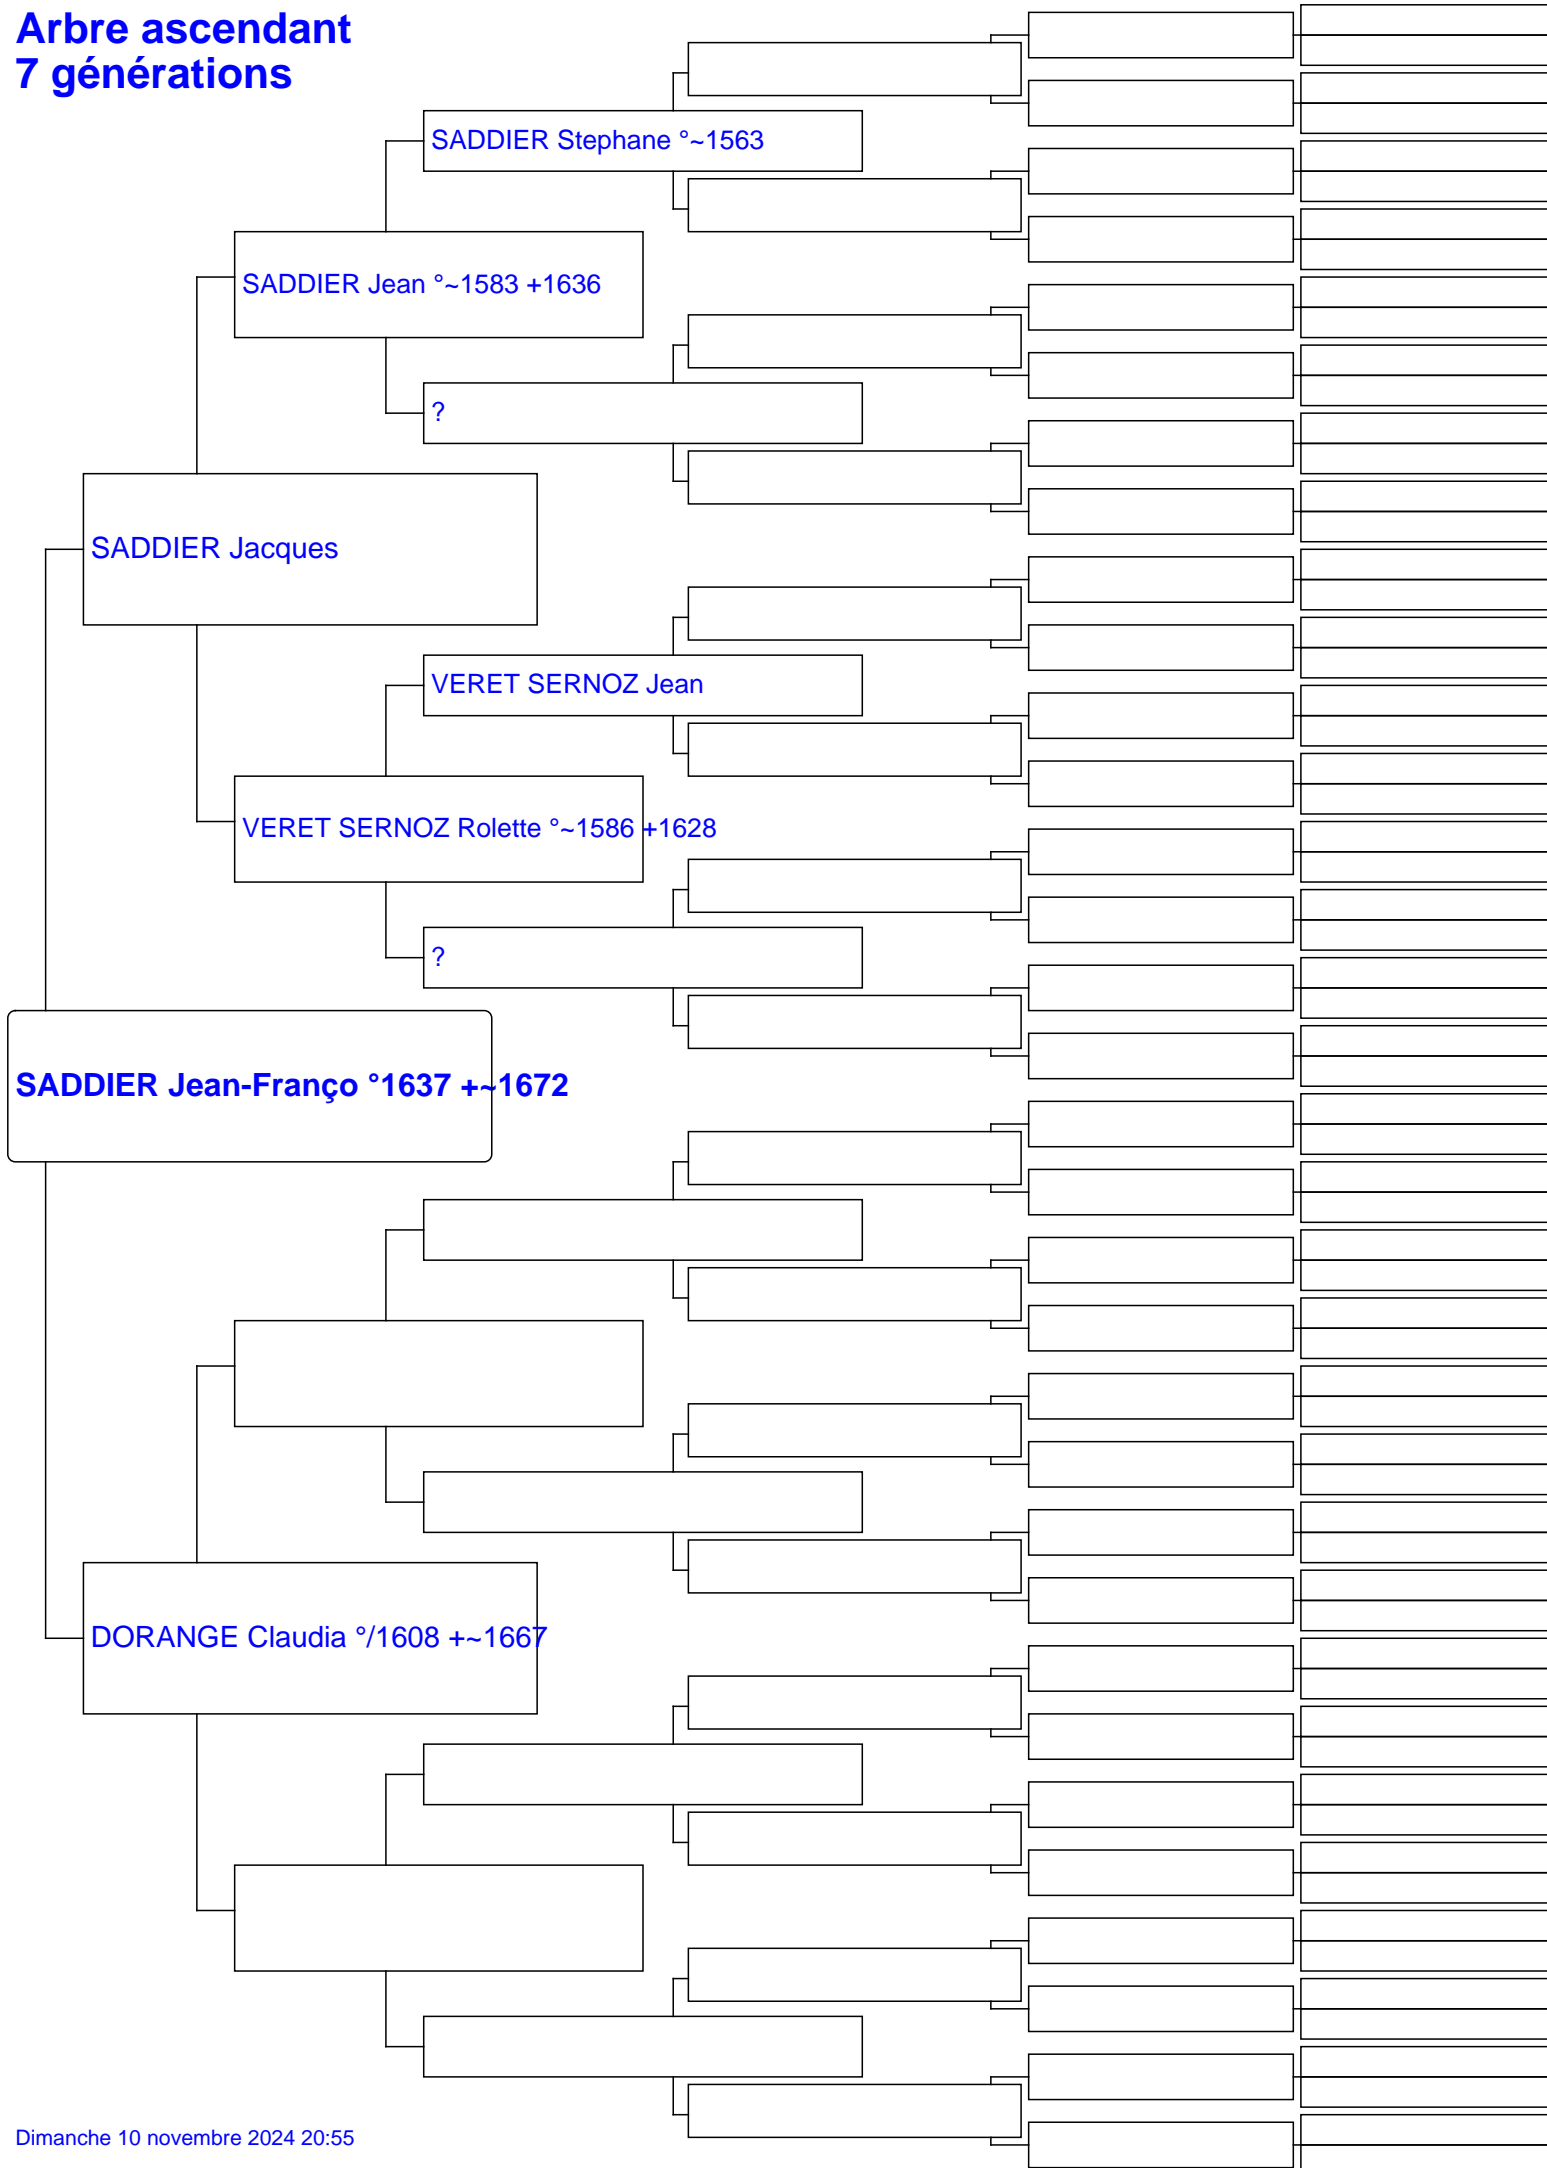 Arbre ascendant
7 générations
SADDIER Stephane °~1563
SADDIER Jean °~1583 +1636
?
SADDIER Jacques
VERET SERNOZ Jean
VERET SERNOZ Rolette °~1586 +1628
?
SADDIER Jean-Franço °1637 +~1672
DORANGE Claudia °/1608 +~1667
Dimanche 10 novembre 2024 20:55